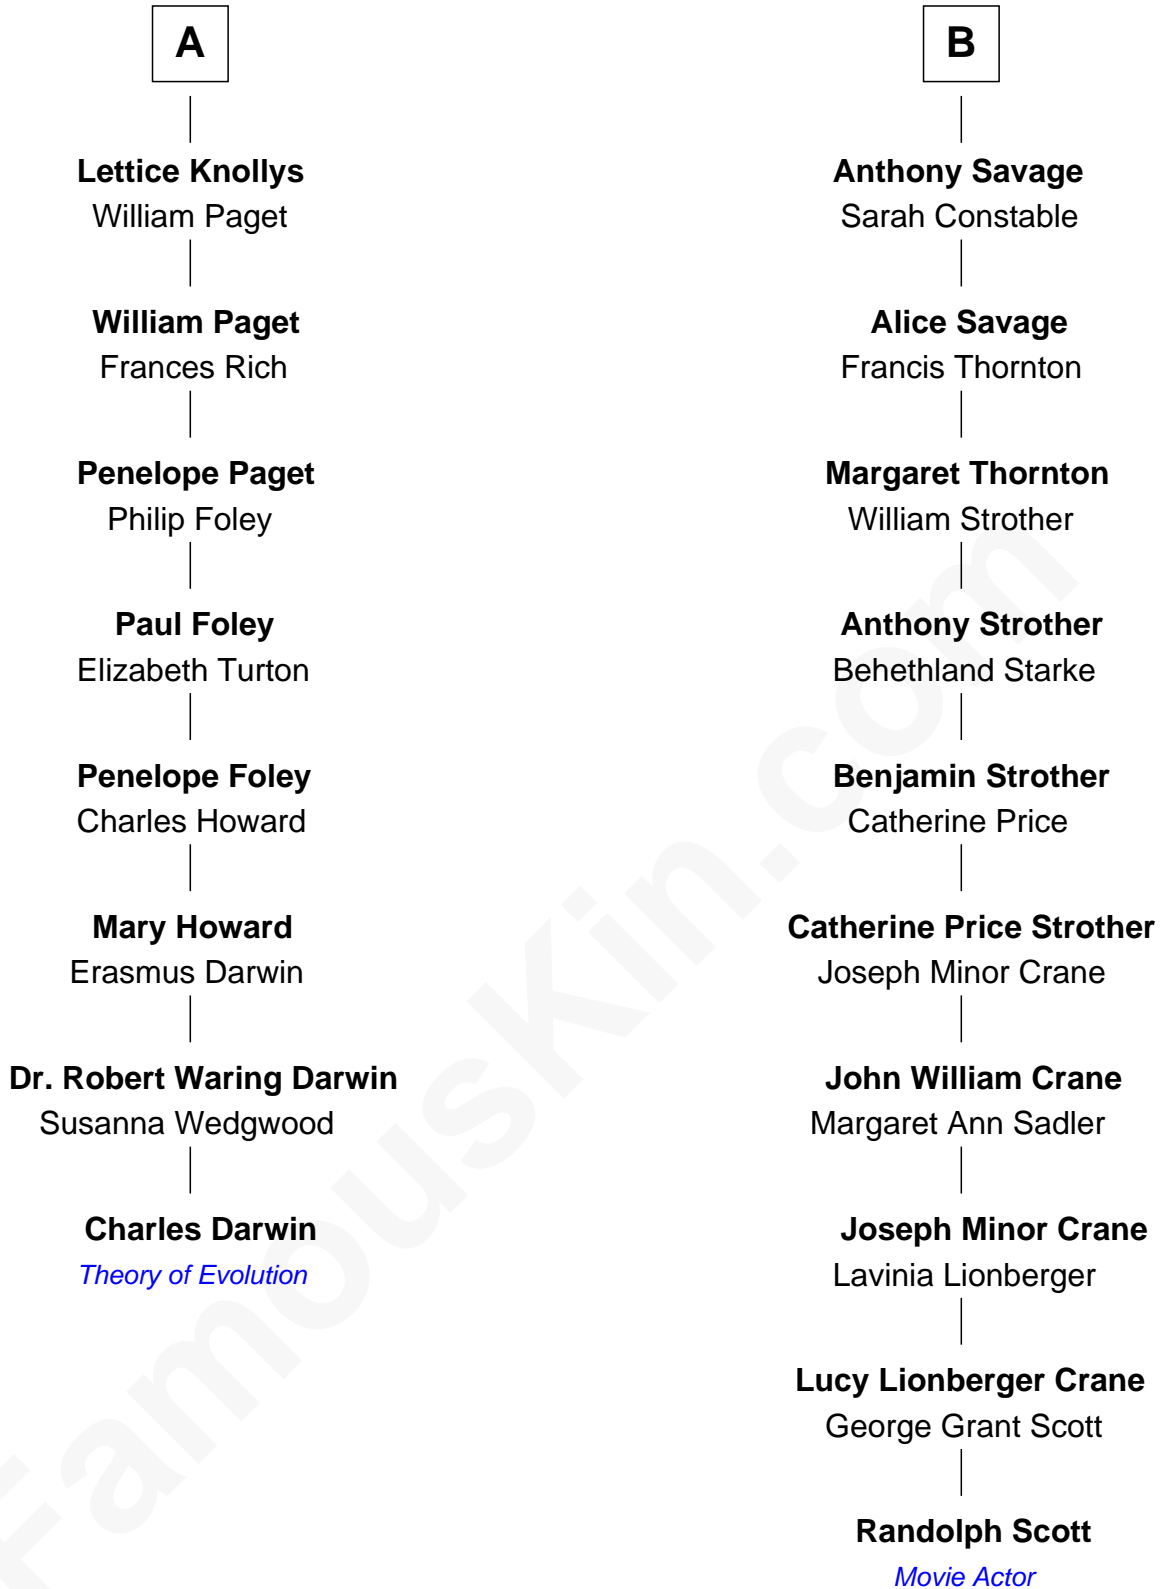 A
Lettice Knollys
William Paget
William Paget
Frances Rich
Penelope Paget
Philip Foley
Paul Foley
Elizabeth Turton
Penelope Foley
Charles Howard
Mary Howard
Erasmus Darwin
Dr. Robert Waring Darwin
Susanna Wedgwood
Charles Darwin
Theory of Evolution
B
Anthony Savage
Sarah Constable
Alice Savage
Francis Thornton
Margaret Thornton
William Strother
Anthony Strother
Behethland Starke
Benjamin Strother
Catherine Price
Catherine Price Strother
Joseph Minor Crane
John William Crane
Margaret Ann Sadler
Joseph Minor Crane
Lavinia Lionberger
Lucy Lionberger Crane
George Grant Scott
Randolph Scott
Movie Actor
FamousKin.com